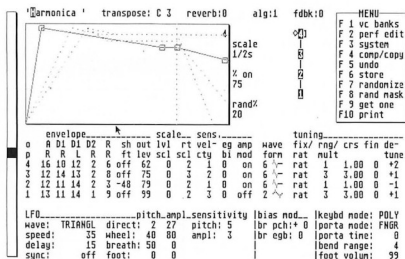 'Harmonica ' transpose: C 3 reverb:0 alg:1 fdbk:0
MENU
F 1 vc banks
F 2 perf edit
F 3 system
F 4 comp/copy
F 5 undo
F 6 store
F 7 randomize
F 8 rand mask
F 9 get one
F10 print
4
scale
1/2s
% on
75
rand%
20
envelope scale sens. tuning
o A D1 D1 D2 R sh out lvl rt vel- eg amp wave fix/ rng/ crs fin de-
p R R L R R ft lev scl scl cty bi mod form rat mult tune
4 16 10 12 2 6 off 62 0 2 1 0 on 6 rat 1 1.00 0 +2
3 12 14 13 2 8 off 75 0 3 2 0 on 6 rat 1 1.00 0 +1
2 12 11 14 2 3 -48 79 0 2 1 0 on 6 rat 1 1.00 0 -1
1 13 11 14 1 9 off 99 0 2 3 0 off 2 rat 1 3.00 0 +1
LFO pitch ampl sensitivity bias mod keybd mode: POLY
wave: TRIANGL direct: 2 27 pitch: 5 br pch:+ 0 porta mode: FNGR
speed: 35 wheel: 40 80 ampl: 3 br egb: 0 porta time: 0
delay: 15 breath: 50 0 bend range: 4
sync: off foot: 0 foot volum: 99